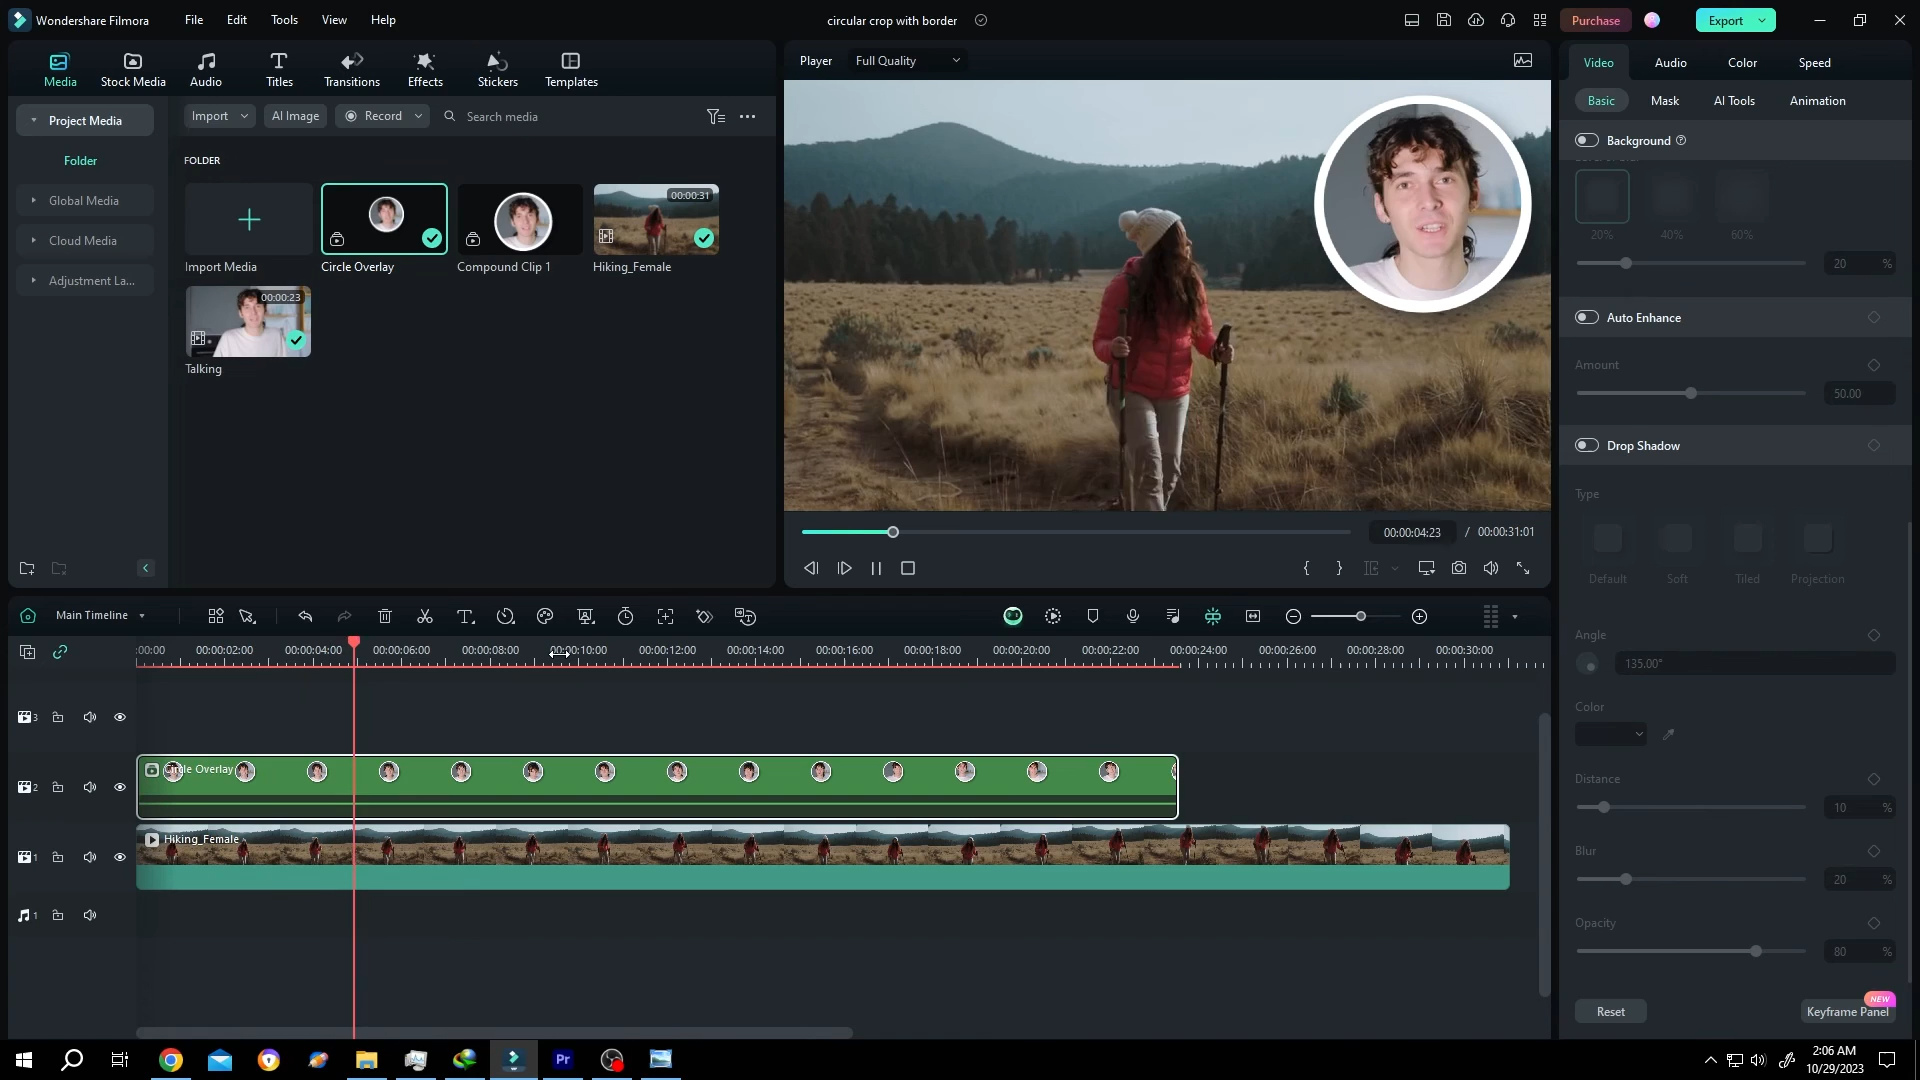 Wondershare Filmora
File
Edit
Tools
View
Help
circular crop with border
Purchase
Export
Media
Stock Media
Audio
Titles
Transitions
Effects
Stickers
Templates
Player
Full Quality
Video
Audio
Color
Speed
Basic
Mask
AI Tools
Animation
Project Media
Folder
Global Media
Cloud Media
Adjustment La...
Import
AI Image
Record
Search media
FOLDER
Import Media
Circle Overlay
Compound Clip 1
00:00:31
Hiking_Female
00:00:23
Talking
00:00:04:23 / 00:00:31:01
Background
20% 40% 60%
20 %
Auto Enhance
Amount
50.00
Drop Shadow
Type
Default Soft Tiled Projection
Angle
135.00°
Color
Distance
10 %
Blur
20 %
Opacity
80 %
NEW
Reset
Keyframe Panel
Main Timeline
:00:00 00:00:02:00 00:00:04:00 00:00:06:00 00:00:08:00 00:00:10:00 00:00:12:00 00:00:14:00 00:00:16:00 00:00:18:00 00:00:20:00 00:00:22:00 00:00:24:00 00:00:26:00 00:00:28:00 00:00:30:00
3
2
Circle Overlay
1
Hiking_Female
1
Pr
2:06 AM
10/29/2023